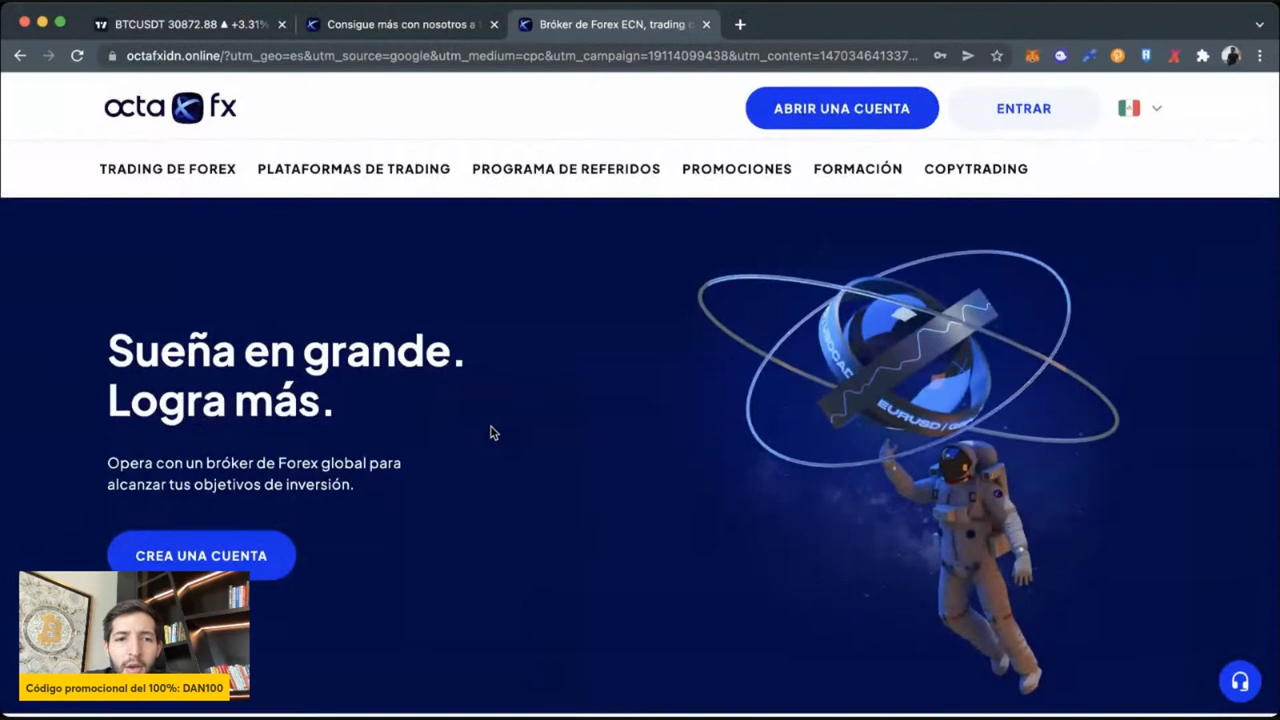 BTCUSDT 30872.88 ▲ +3.31%
Consigue más con nosotros a
Bróker de Forex ECN, trading
octafxidn.online/?utm_geo=es&utm_source=google&utm_medium=cpc&utm_campaign=19114099438&utm_content=147034641337...
octa fx
ABRIR UNA CUENTA
ENTRAR
TRADING DE FOREX
PLATAFORMAS DE TRADING
PROGRAMA DE REFERIDOS
PROMOCIONES
FORMACIÓN
COPYTRADING
Sueña en grande.
Logra más.
EURUSD
Opera con un bróker de Forex global para
alcanzar tus objetivos de inversión.
CREA UNA CUENTA
Código promocional del 100%: DAN100